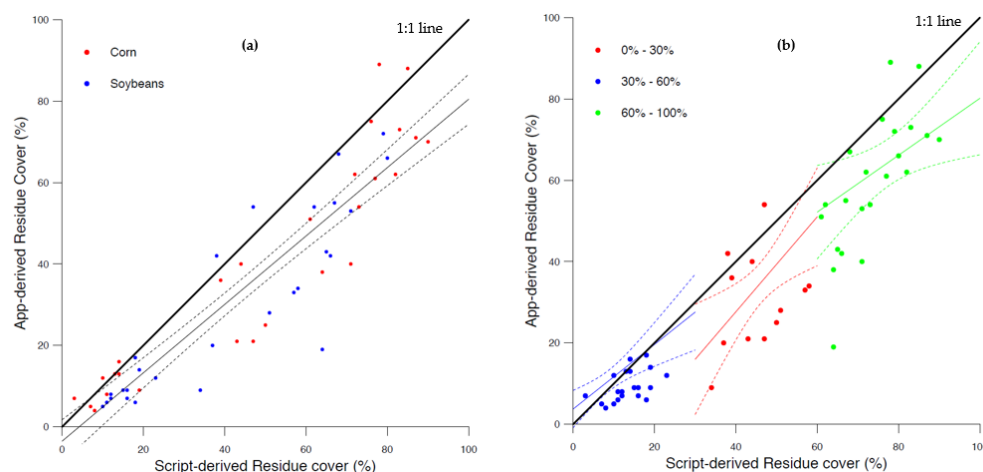 1:1 line
(a)
Corn
Soybeans
App-derived Residue Cover (%)
100
80
60
40
20
0
0 20 40 60 80 100
Script-derived Residue cover (%)
1:1 line
(b)
0% - 30%
30% - 60%
60% - 100%
App-derived Residue Cover (%)
100
80
60
40
20
0
0 20 40 60 80 100
Script-derived Residue cover (%)